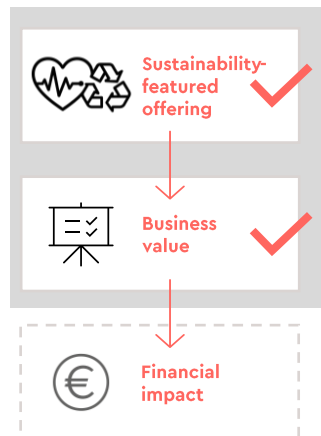 Sustainability-
featured
offering
Business
value
€
Financial
impact